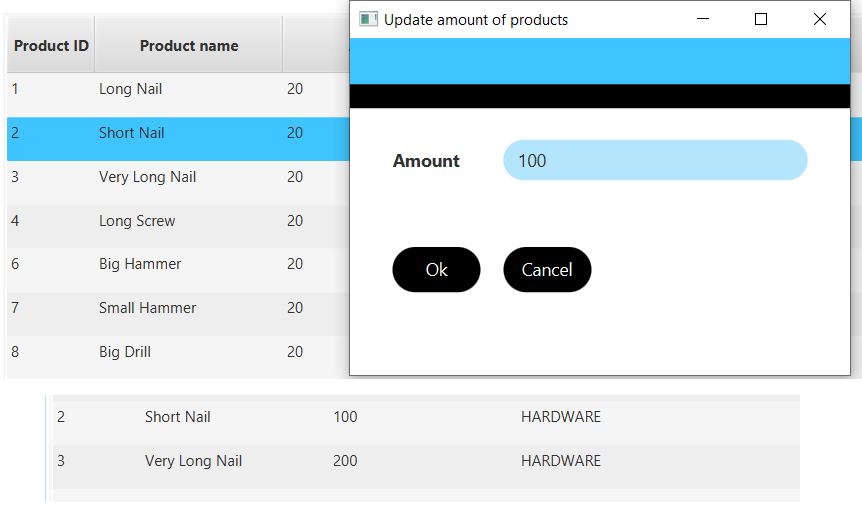 Update amount of products
Product ID Product name
1 Long Nail 20
2 Short Nail 20
3 Very Long Nail 20
4 Long Screw 20
6 Big Hammer 20
7 Small Hammer 20
8 Big Drill 20
Amount 100
Ok Cancel
2 Short Nail 100 HARDWARE
3 Very Long Nail 200 HARDWARE